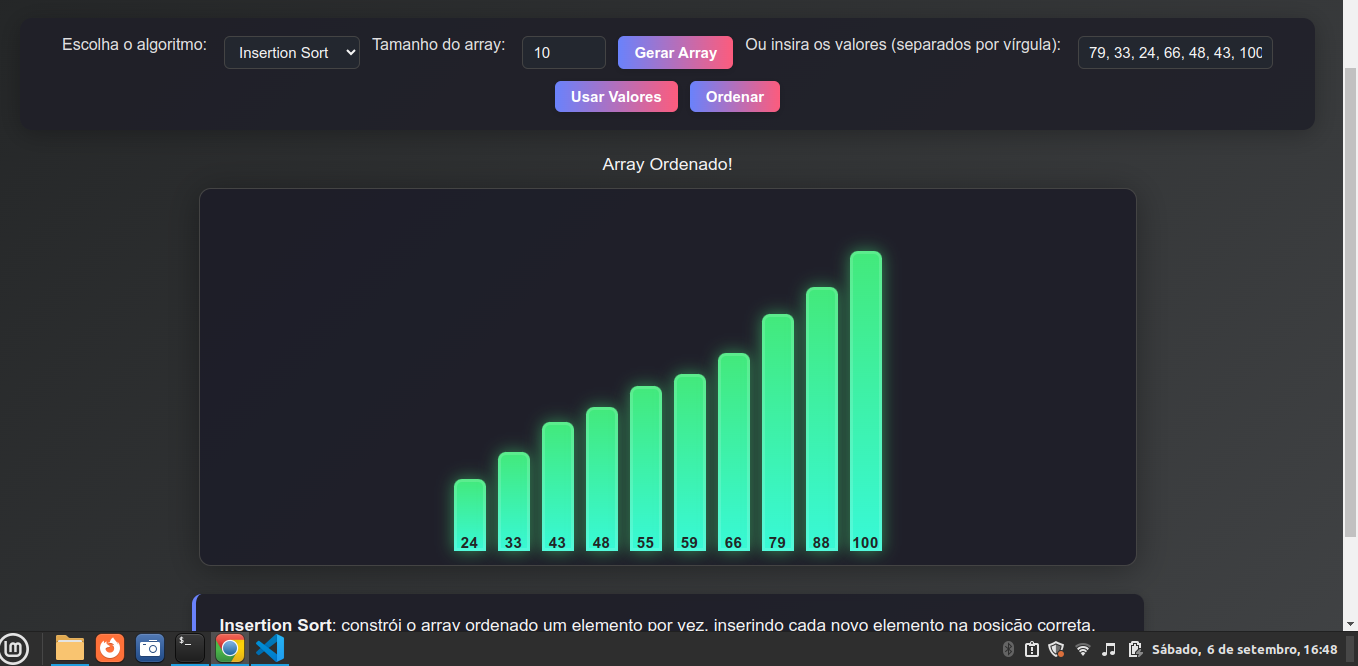 Escolha o algoritmo: Insertion Sort Tamanho do array: 10 Gerar Array Ou insira os valores (separados por vírgula): 79, 33, 24, 66, 48, 43, 100
Usar Valores Ordenar
Array Ordenado!
24 33 43 48 55 59 66 79 88 100
Insertion Sort: constrói o array ordenado um elemento por vez, inserindo cada novo elemento na posição correta.
Sábado, 6 de setembro, 16:48